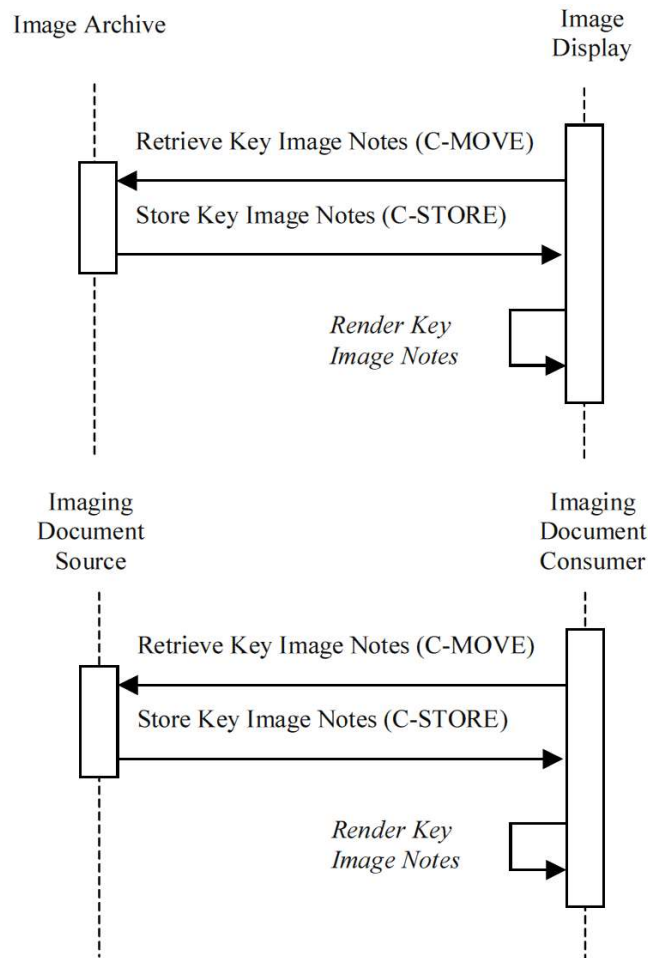 Image Archive
Image
Display
Retrieve Key Image Notes (C-MOVE)
Store Key Image Notes (C-STORE)
Render Key
Image Notes
Imaging
Document
Source
Imaging
Document
Consumer
Retrieve Key Image Notes (C-MOVE)
Store Key Image Notes (C-STORE)
Render Key
Image Notes